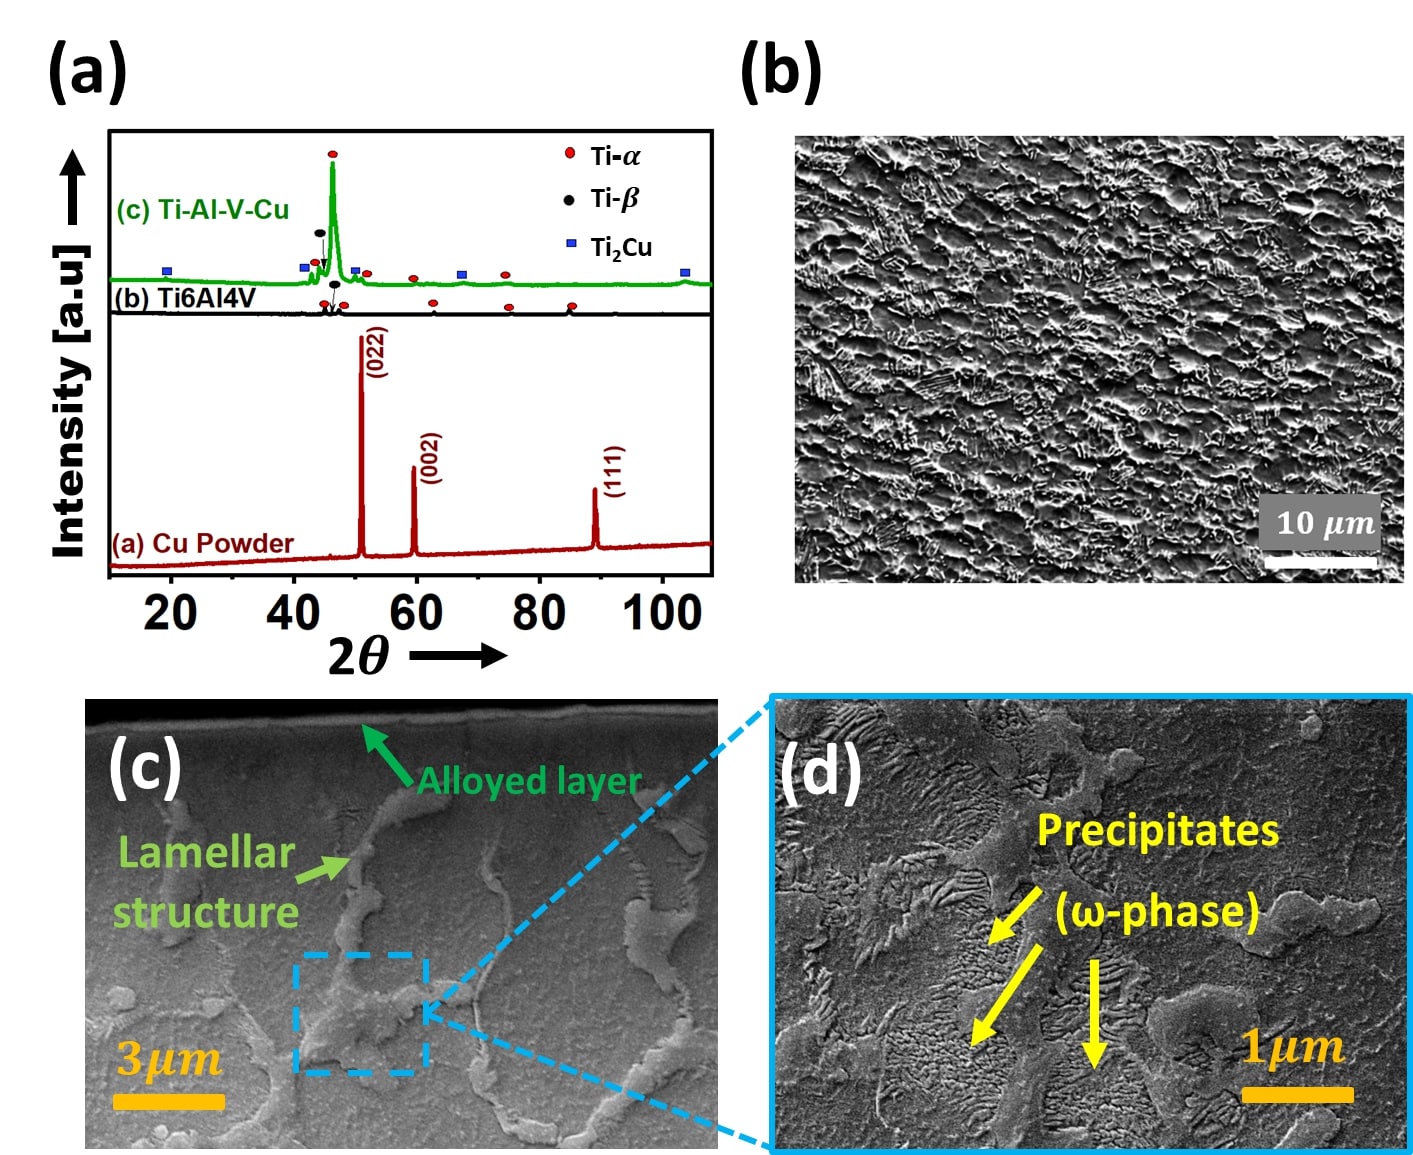 (a)
(b)
Intensity [a.u]
(c) Ti-Al-V-Cu
Ti-α
Ti-β
Ti₂Cu
(b) Ti6Al4V
(022)
(002)
(111)
(a) Cu Powder
20 40 60 80 100
2θ
10 μm
(c)
Alloyed layer
Lamellar
structure
3μm
(d)
Precipitates
(ω-phase)
1μm